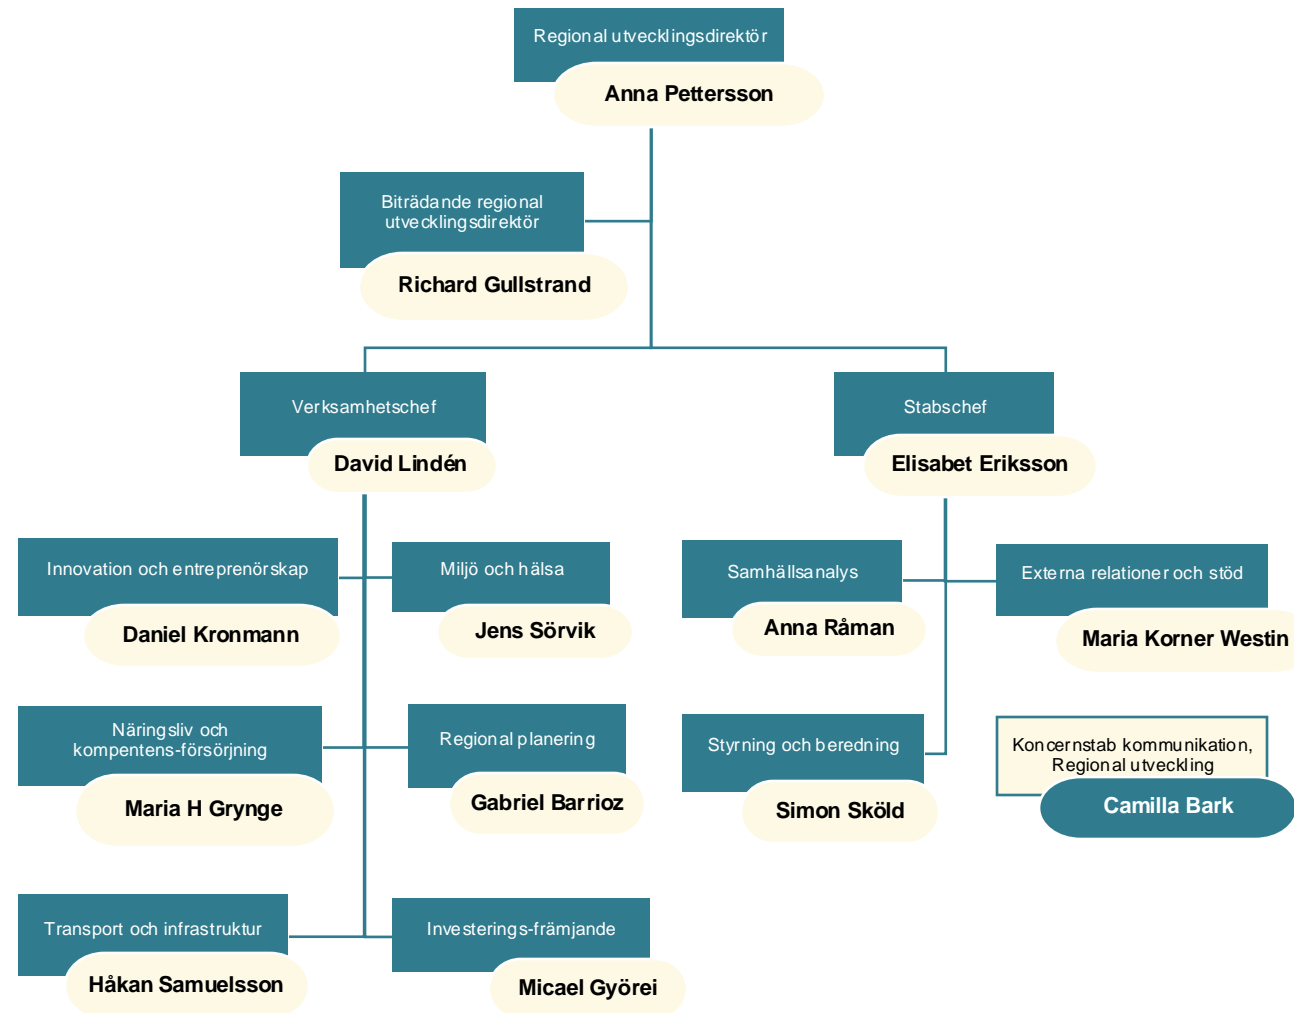 Regional utvecklingsdirektör
Anna Pettersson
Biträdande regional
utvecklingsdirektör
Richard Gullstrand
Verksamhetschef
David Lindén
Stabschef
Elisabet Eriksson
Innovation och entreprenörskap
Daniel Kronmann
Miljö och hälsa
Jens Sörvik
Samhällsanalys
Anna Råman
Externa relationer och stöd
Maria Korner Westin
Näringsliv och
kompentens-försörjning
Maria H Grynge
Regional planering
Gabriel Barrioz
Styrning och beredning
Simon Sköld
Koncernstab kommunikation,
Regional utveckling
Camilla Bark
Transport och infrastruktur
Håkan Samuelsson
Investerings-främjande
Micael Györei